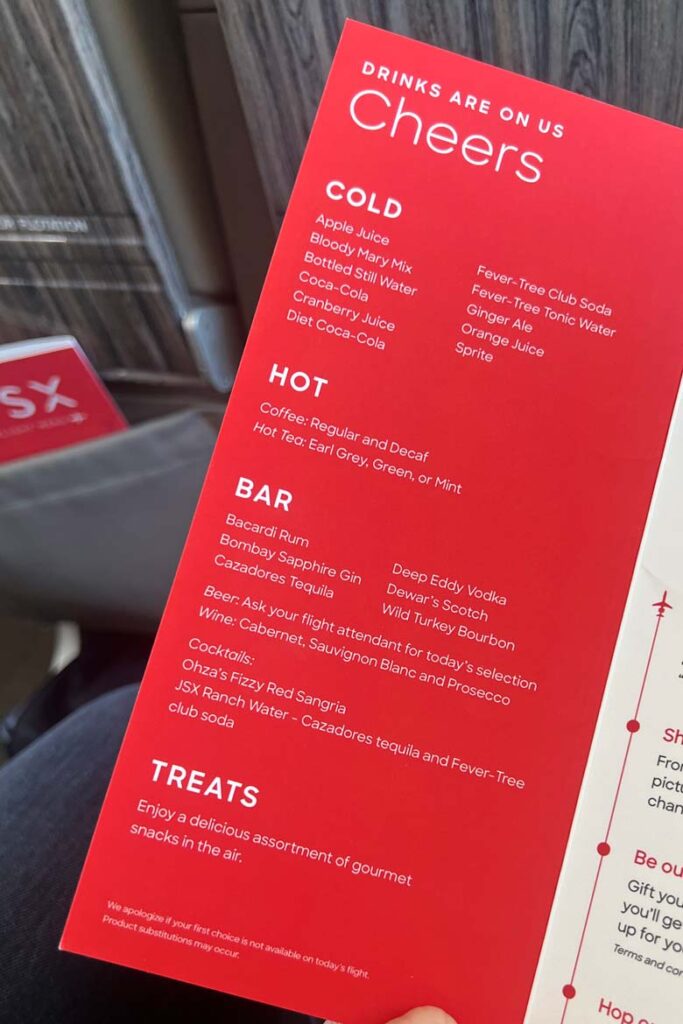 DRINKS ARE ON US
Cheers
COLD
Apple Juice
Bloody Mary Mix
Bottled Still Water
Coca-Cola
Cranberry Juice
Diet Coca-Cola
Fever-Tree Club Soda
Fever-Tree Tonic Water
Ginger Ale
Orange Juice
Sprite
HOT
Coffee: Regular and Decaf
Hot Tea: Earl Grey, Green, or Mint
BAR
Bacardi Rum
Bombay Sapphire Gin
Cazadores Tequila
Deep Eddy Vodka
Dewar's Scotch
Wild Turkey Bourbon
Beer: Ask your flight attendant for today's selection
Wine: Cabernet, Sauvignon Blanc and Prosecco
Cocktails:
Ohza's Fizzy Red Sangria
JSX Ranch Water - Cazadores tequila and Fever-Tree
club soda
TREATS
Enjoy a delicious assortment of gourmet
snacks in the air.
We apologize if your first choice is not available on today's flight.
Product substitutions may occur.
FLOTATION
SX
Be ou
Gift you
you'll ge
up for yo
Terms and con
Sh
From
pictu
chan
Hop o